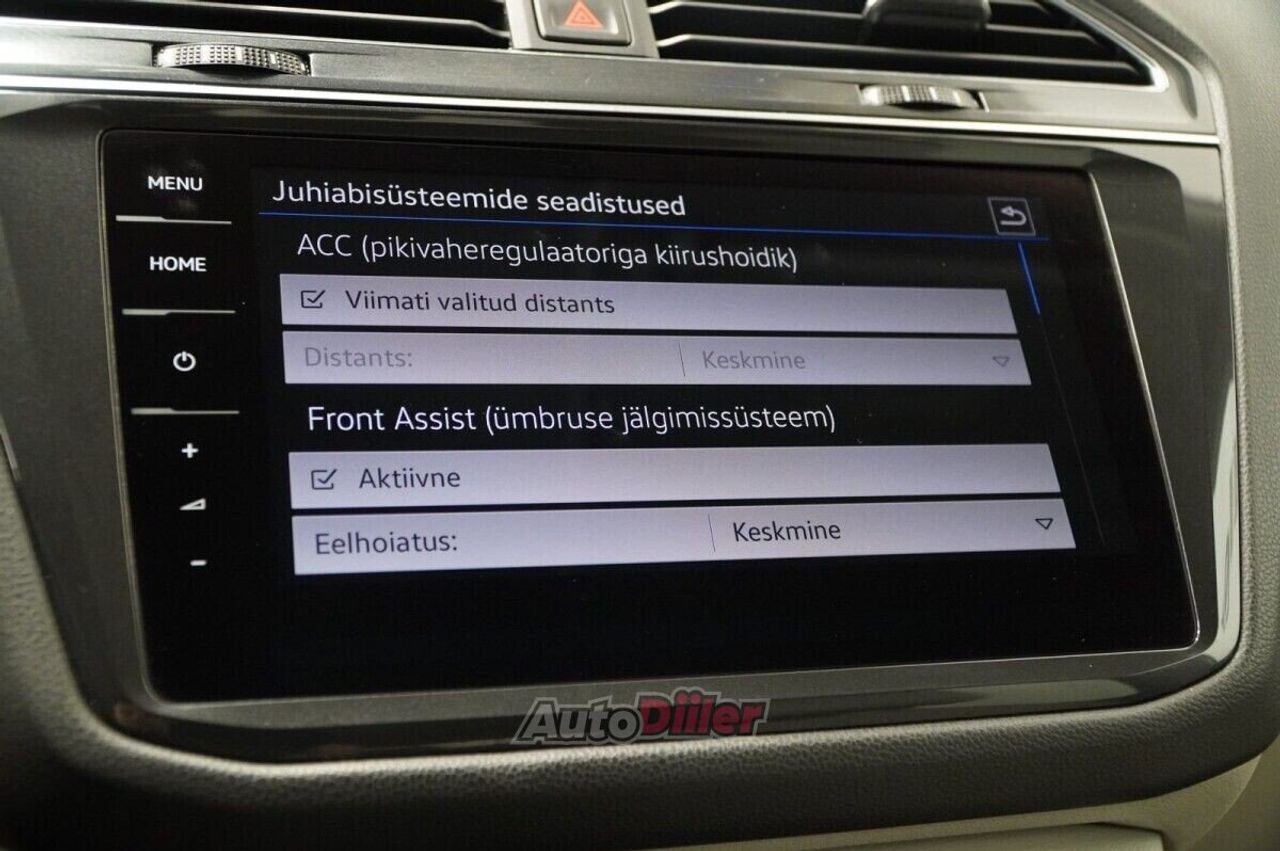 MENU
HOME
Juhiabisüsteemide seadistused
ACC (pikivaheregulaatoriga kiirushoidik)
Viimati valitud distants
Distants: Keskmine
Front Assist (ümbruse jälgimissüsteem)
Aktiivne
Eelhoiatus: Keskmine
AutoDiiler